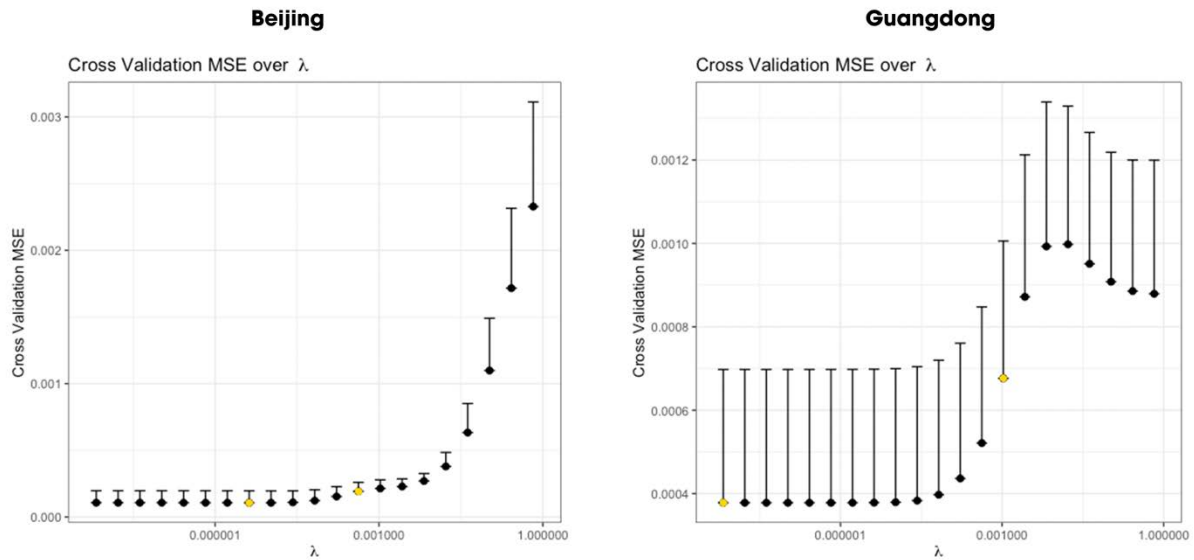 Beijing
Guangdong
Cross Validation MSE over λ
Cross Validation MSE
0.003
0.002
0.001
0.000
0.000001
0.001000
1.000000
λ
Cross Validation MSE over λ
Cross Validation MSE
0.0012
0.0010
0.0008
0.0006
0.0004
0.000001
0.001000
1.000000
λ